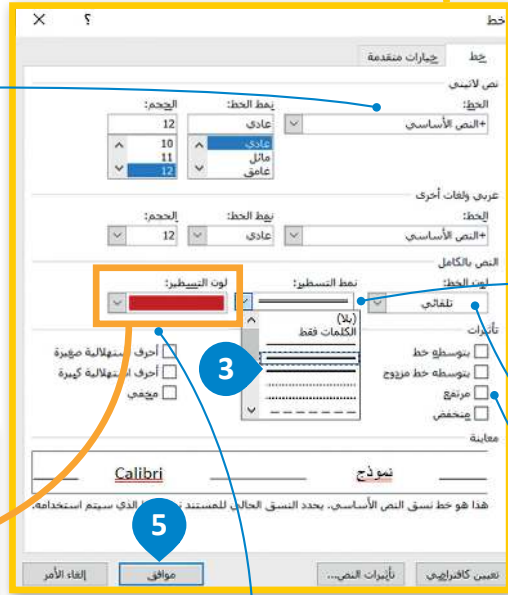 خط
؟ ×
خط خيارات متقدمة
نص لاتيني
الخط: نمط الخط: الحجم:
+النص الأساسي عادي 12
عادي 10
مائل 11
غامق 12
عربي ولغات أخرى
الخط: نمط الخط: الحجم:
+النص الأساسي عادي 12
النص بالكامل
لون الخط: نمط التسطير: لون التسطير:
تلقائي
(بلا)
الكلمات فقط
3
تأثيرات
يتوسطه خط
يتوسطه خط مزدوج
مرتفع
منخفض
أحرف استهلالية صغيرة
أحرف استهلالية كبيرة
مخفي
معاينة
نموذج Calibri
هذا هو خط نسق النص الأساسي. يحدد النسق الحالي للمستند الذي سيتم استخدامه.
5
تعيين كافتراضي تأثيرات النص... موافق إلغاء الأمر